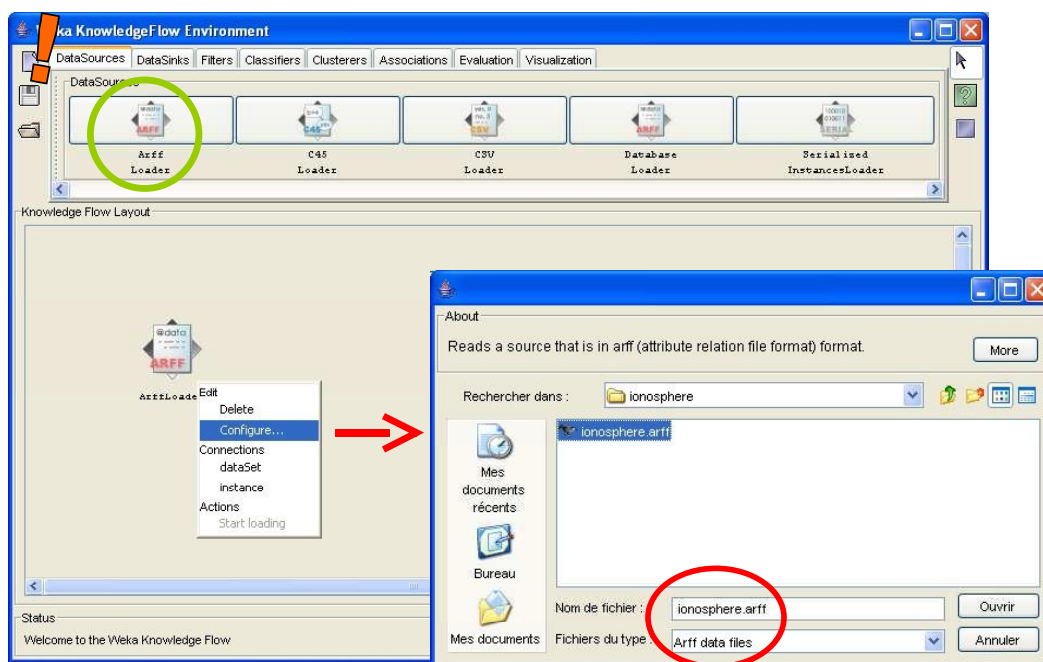 Weka KnowledgeFlow Environment
DataSources DataSinks Filters Classifiers Clusterers Associations Evaluation Visualization
DataSources
Arff Loader
C45 Loader
CSV Loader
Database Loader
Serialized InstancesLoader
Knowledge Flow Layout
@data
ARFF
ArffLoade
Edit
Delete
Configure...
Connections
dataSet
instance
Actions
Start loading
Status
Welcome to the Weka Knowledge Flow
About
Reads a source that is in arff (attribute relation file format) format.
More
Rechercher dans : ionosphere
ionosphere.arff
Mes documents récents
Bureau
Mes documents
Nom de fichier : ionosphere.arff
Ouvrir
Fichiers du type : Arff data files
Annuler